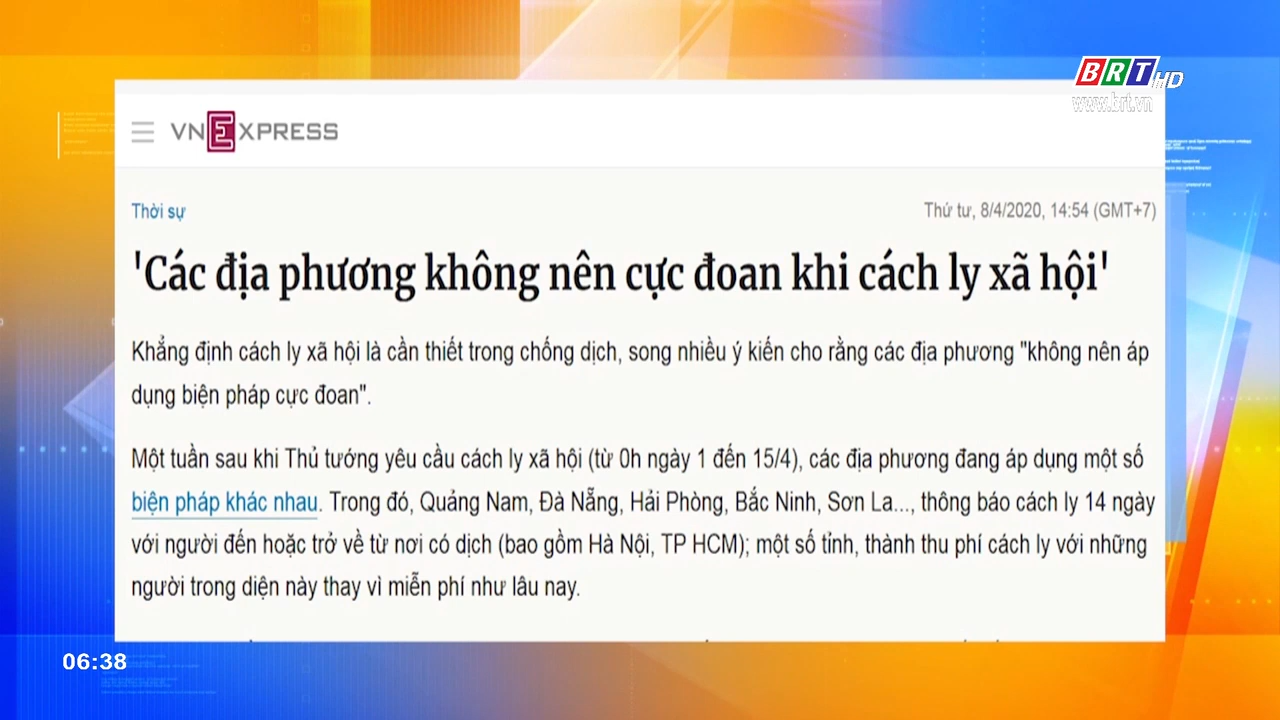 BRT HD
www.brt.vn
VNEXPRESS
Thời sự
Thứ tư, 8/4/2020, 14:54 (GMT+7)
'Các địa phương không nên cực đoan khi cách ly xã hội'
Khẳng định cách ly xã hội là cần thiết trong chống dịch, song nhiều ý kiến cho rằng các địa phương "không nên áp
dụng biện pháp cực đoan".
Một tuần sau khi Thủ tướng yêu cầu cách ly xã hội (từ 0h ngày 1 đến 15/4), các địa phương đang áp dụng một số
biện pháp khác nhau. Trong đó, Quảng Nam, Đà Nẵng, Hải Phòng, Bắc Ninh, Sơn La..., thông báo cách ly 14 ngày
với người đến hoặc trở về từ nơi có dịch (bao gồm Hà Nội, TP HCM); một số tỉnh, thành thu phí cách ly với những
người trong diện này thay vì miễn phí như lâu nay.
06:38